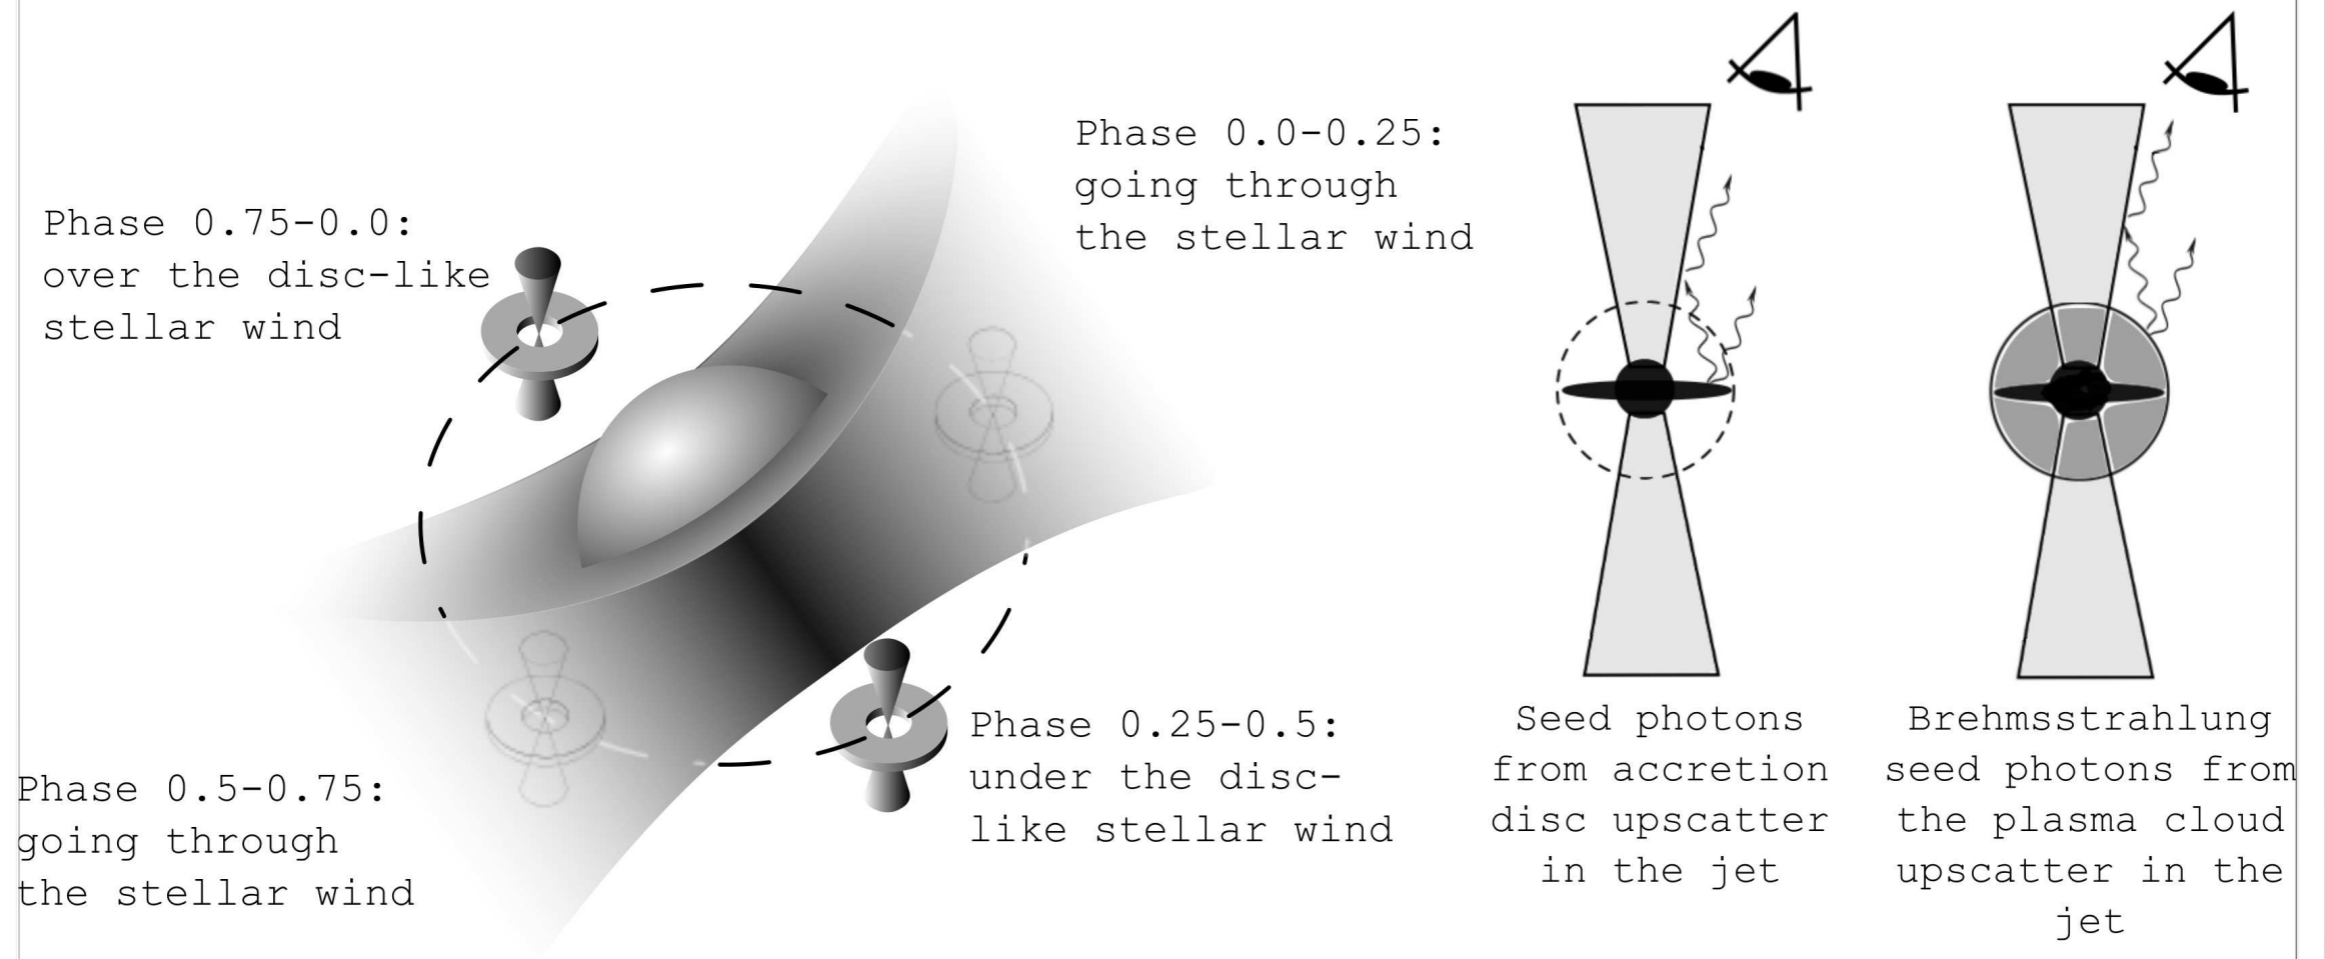 Phase 0.75-0.0:
over the disc-like
stellar wind
Phase 0.0-0.25:
going through
the stellar wind
Phase 0.5-0.75:
going through
the stellar wind
Phase 0.25-0.5:
under the disc-
like stellar wind
Seed photons
from accretion
disc upscatter
in the jet
Brehmsstrahlung
seed photons from
the plasma cloud
upscatter in the
jet